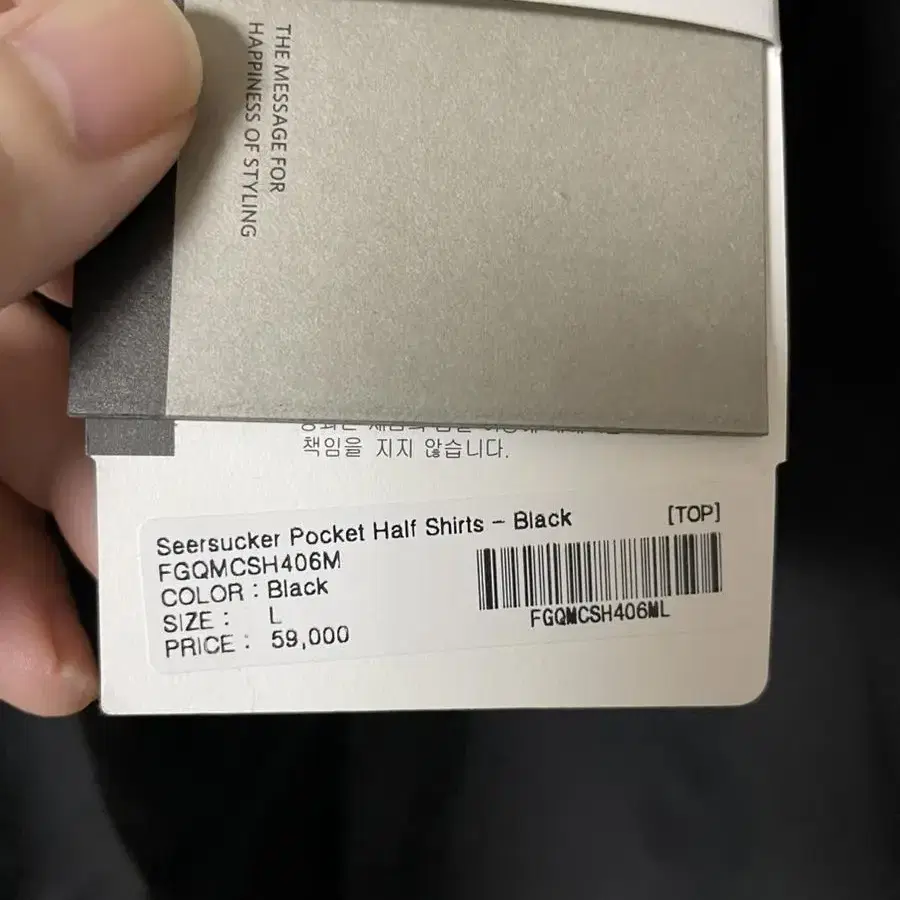 THE MESSAGE FOR
HAPPINESS OF STYLING
책임을 지지 않습니다.
Seersucker Pocket Half Shirts - Black
[TOP]
FGQMCSH406M
COLOR : Black
SIZE : L
PRICE : 59,000
FGQMCSH406ML